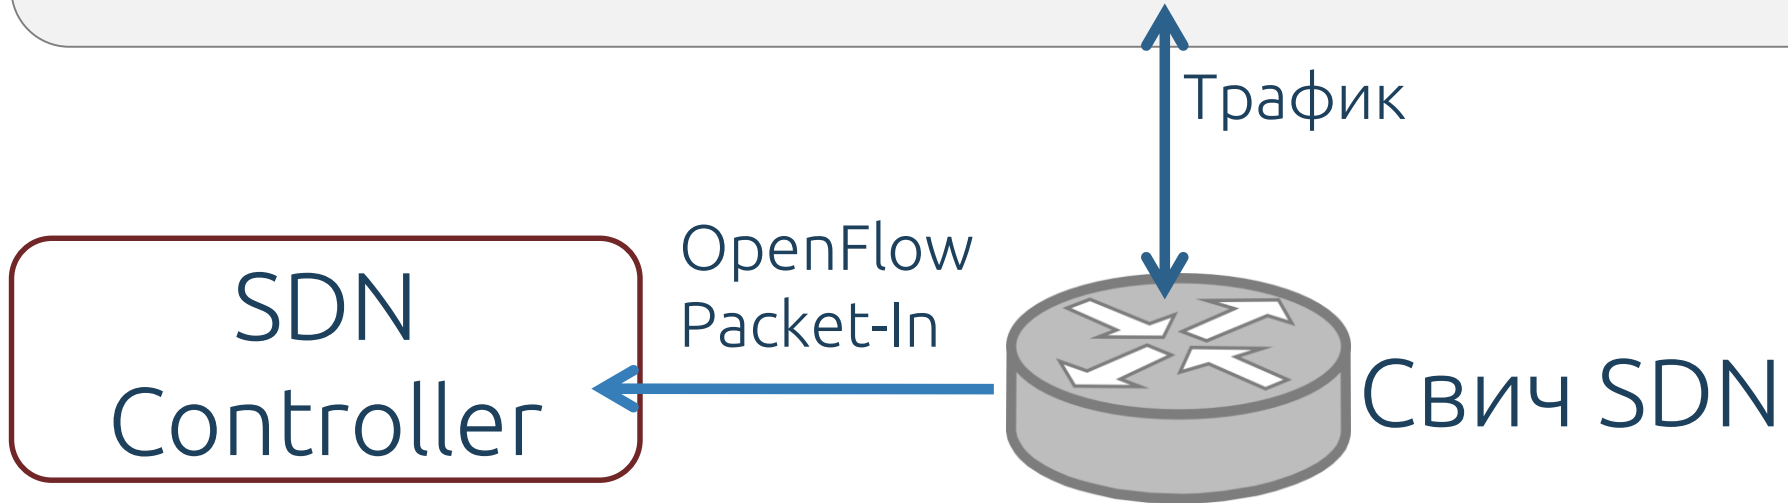 Трафик
OpenFlow
Packet-In
SDN
Controller
Свич SDN